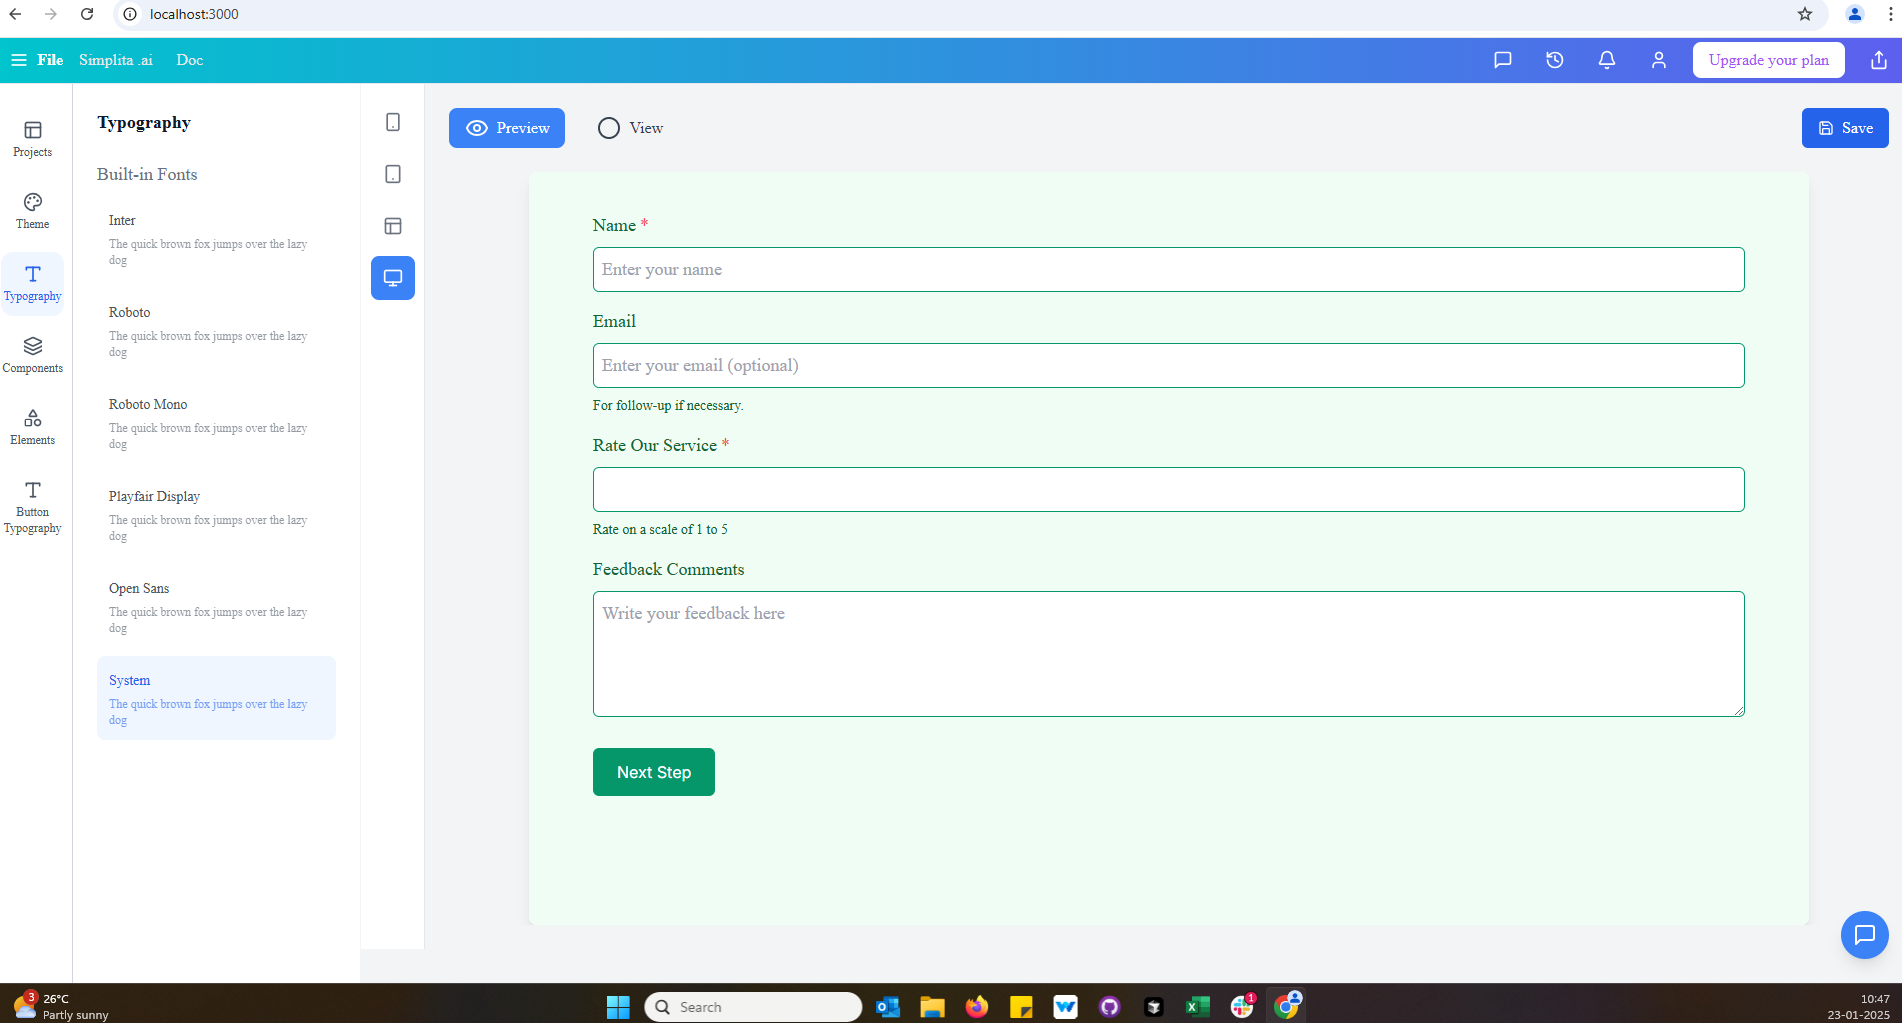 localhost:3000
File Simplita .ai Doc
Upgrade your plan
Projects
Theme
Typography
Components
Elements
Button
Typography
Typography
Built-in Fonts
Inter
The quick brown fox jumps over the lazy
dog
Roboto
The quick brown fox jumps over the lazy
dog
Roboto Mono
The quick brown fox jumps over the lazy
dog
Playfair Display
The quick brown fox jumps over the lazy
dog
Open Sans
The quick brown fox jumps over the lazy
dog
System
The quick brown fox jumps over the lazy
dog
Preview View
Save
Name *
Enter your name
Email
Enter your email (optional)
For follow-up if necessary.
Rate Our Service *
Rate on a scale of 1 to 5
Feedback Comments
Write your feedback here
Next Step
3
26°C
Partly sunny
Search
1
10:47
23-01-2025